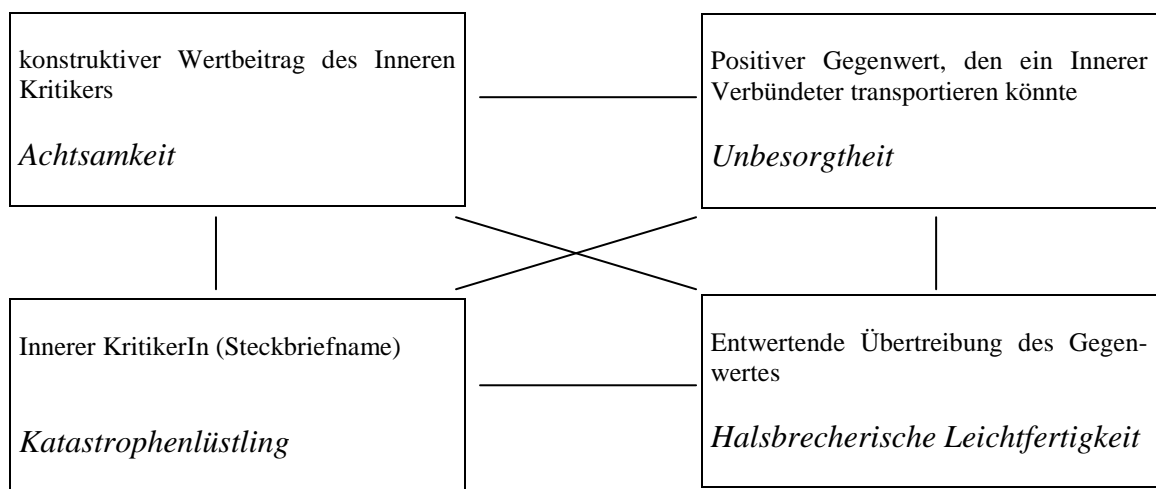 konstruktiver Wertbeitrag des Inneren
Kritikers
Achtsamkeit
Positiver Gegenwert, den ein Innerer
Verbündeter transportieren könnte
Unbesorgtheit
Innerer KritikerIn (Steckbriefname)
Katastrophenlüstling
Entwertende Übertreibung des Gegen-
wertes
Halsbrecherische Leichtfertigkeit